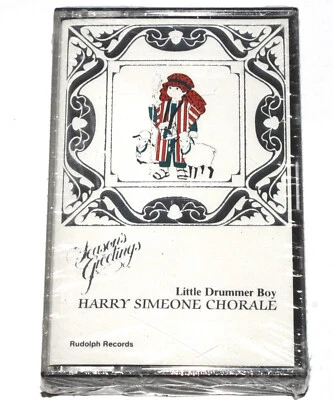 Season's
Greetings
Little Drummer Boy
HARRY SIMEONE CHORALE
Rudolph Records